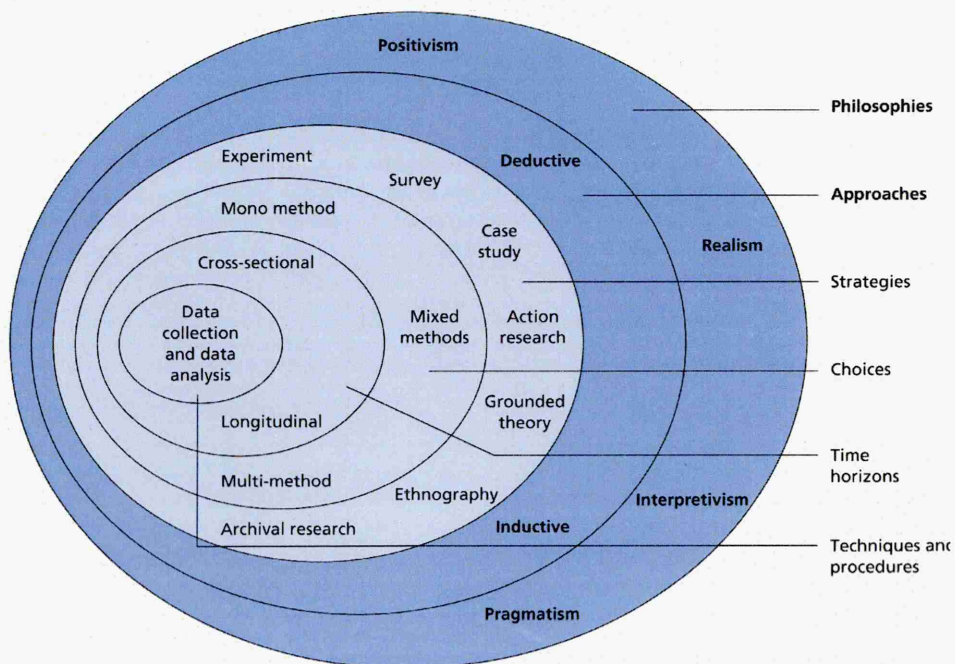 Positivism
Philosophies
Experiment
Deductive
Survey
Approaches
Mono method
Case
study
Realism
Cross-sectional
Strategies
Data
collection
and data
analysis
Mixed
methods
Action
research
Choices
Grounded
theory
Longitudinal
Time
horizons
Multi-method
Ethnography
Interpretivism
Archival research
Inductive
Techniques and
procedures
Pragmatism